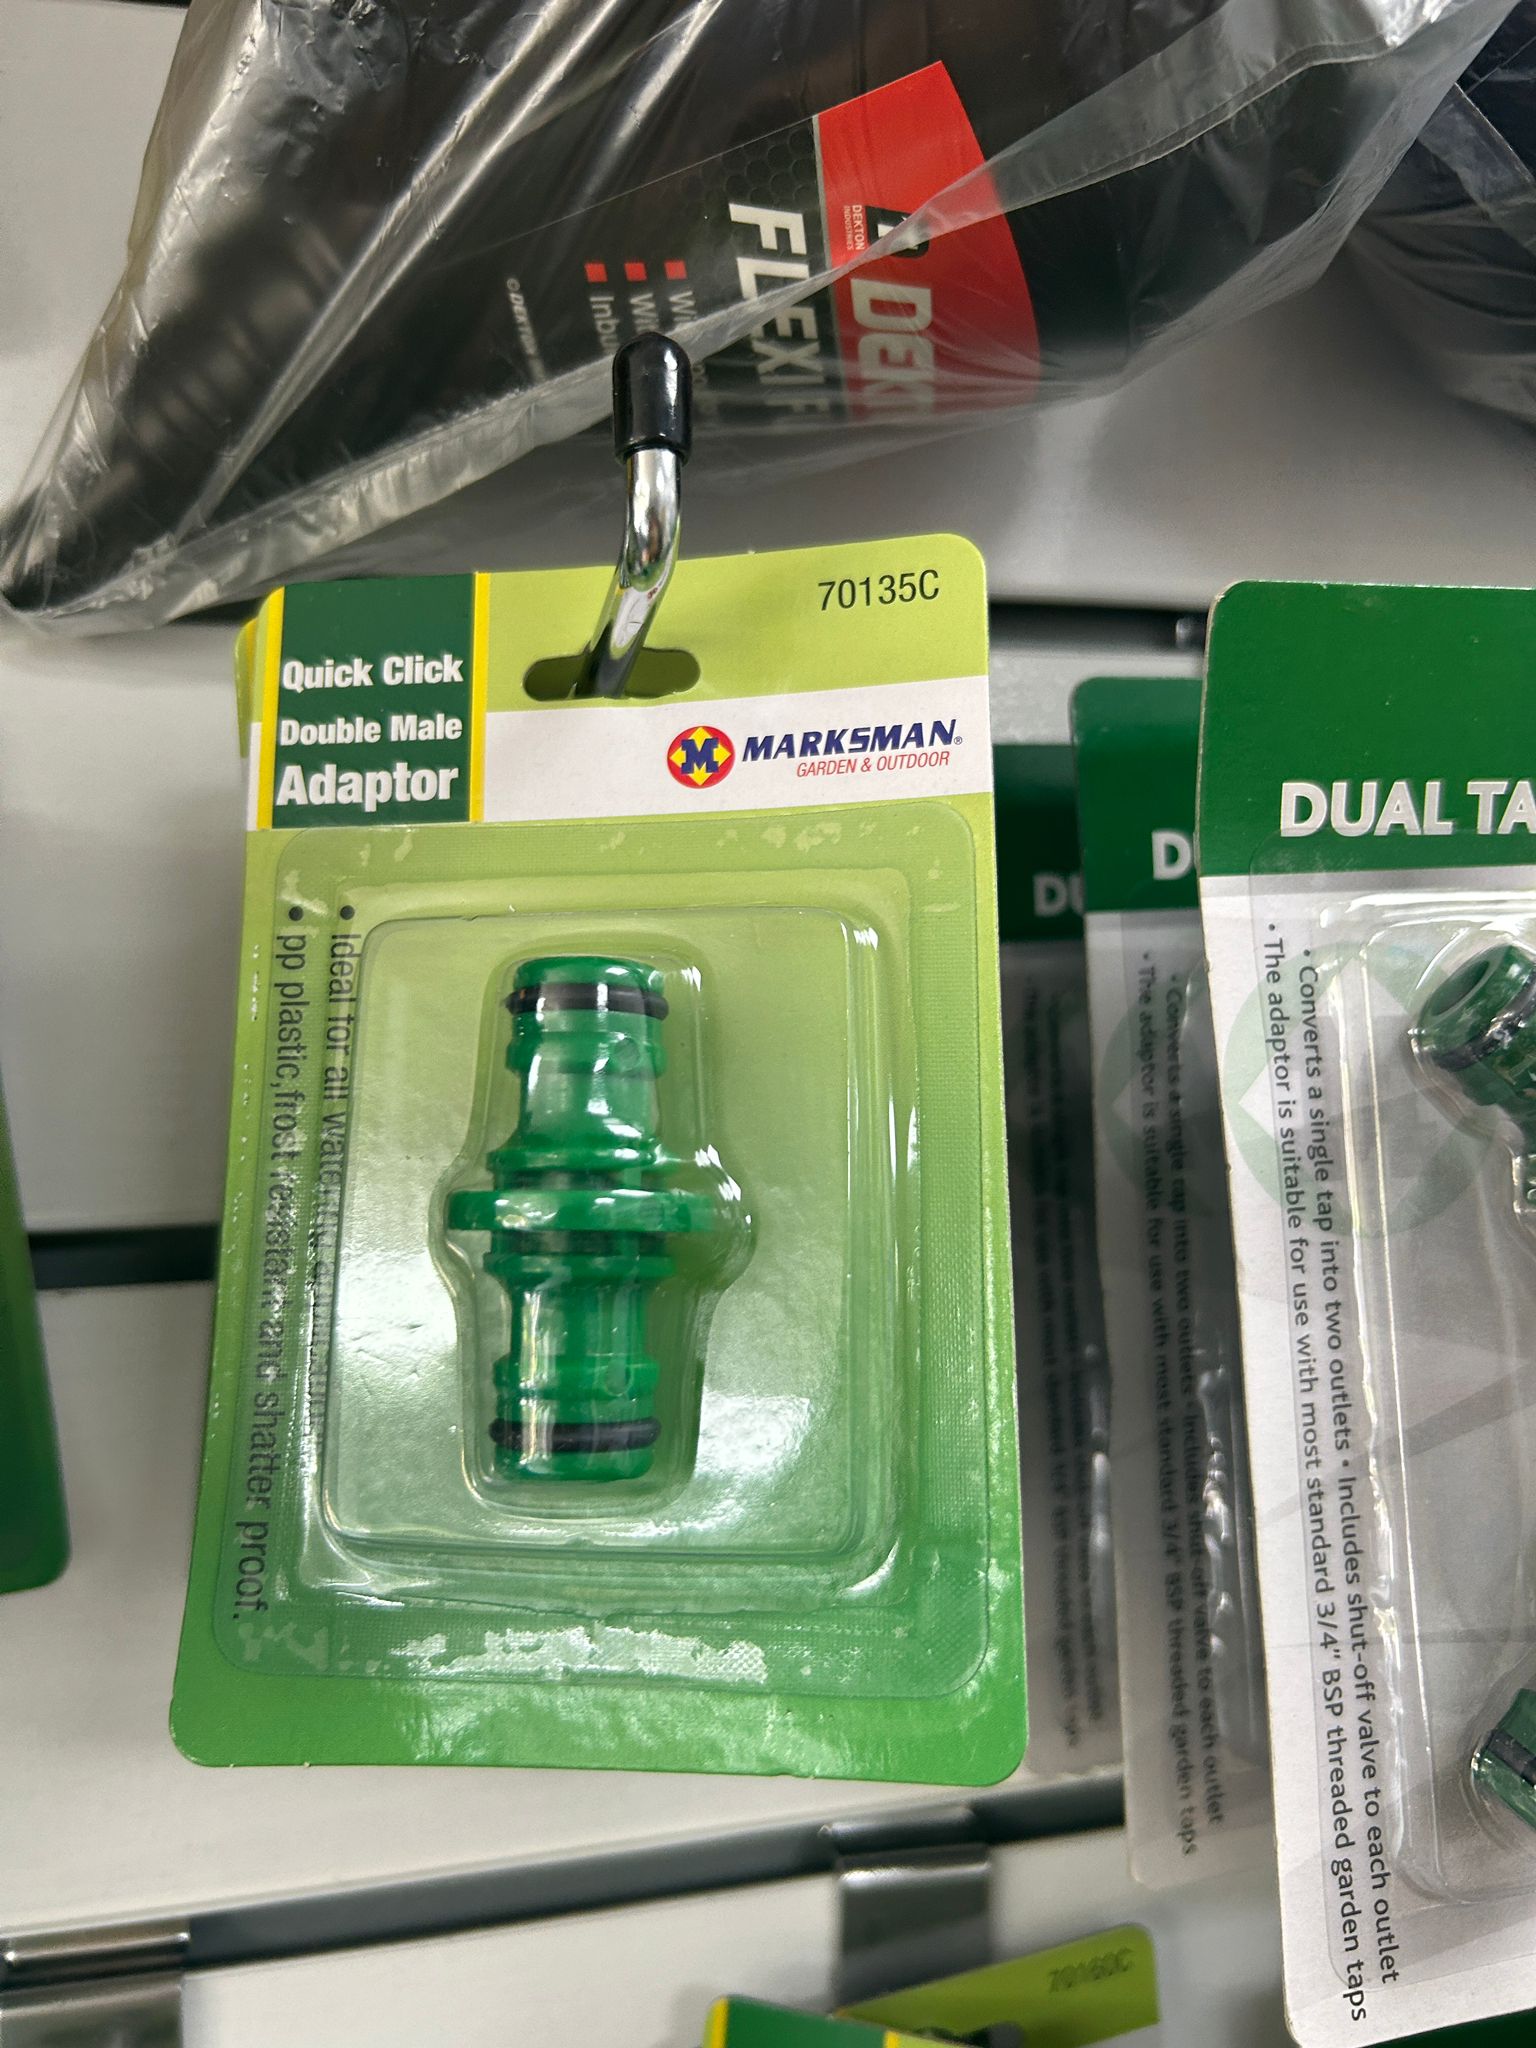 DEKTON
INDUSTRIES
DEKT
FLEXI F
70135C
Quick Click
Double Male
Adaptor
M
MARKSMAN®
GARDEN & OUTDOOR
• ideal for all
• pp plastic,frost resistant and shatter proof.
DU
D
• Converts a single tap into two outlets • Includes shut-off valve to each outlet
• The adaptor is suitable for use with most standard 3/4" BSP threaded garden taps
DUAL TA
• Converts a single tap into two outlets • Includes shut-off valve to each outlet
• The adaptor is suitable for use with most standard 3/4" BSP threaded garden taps
70160C